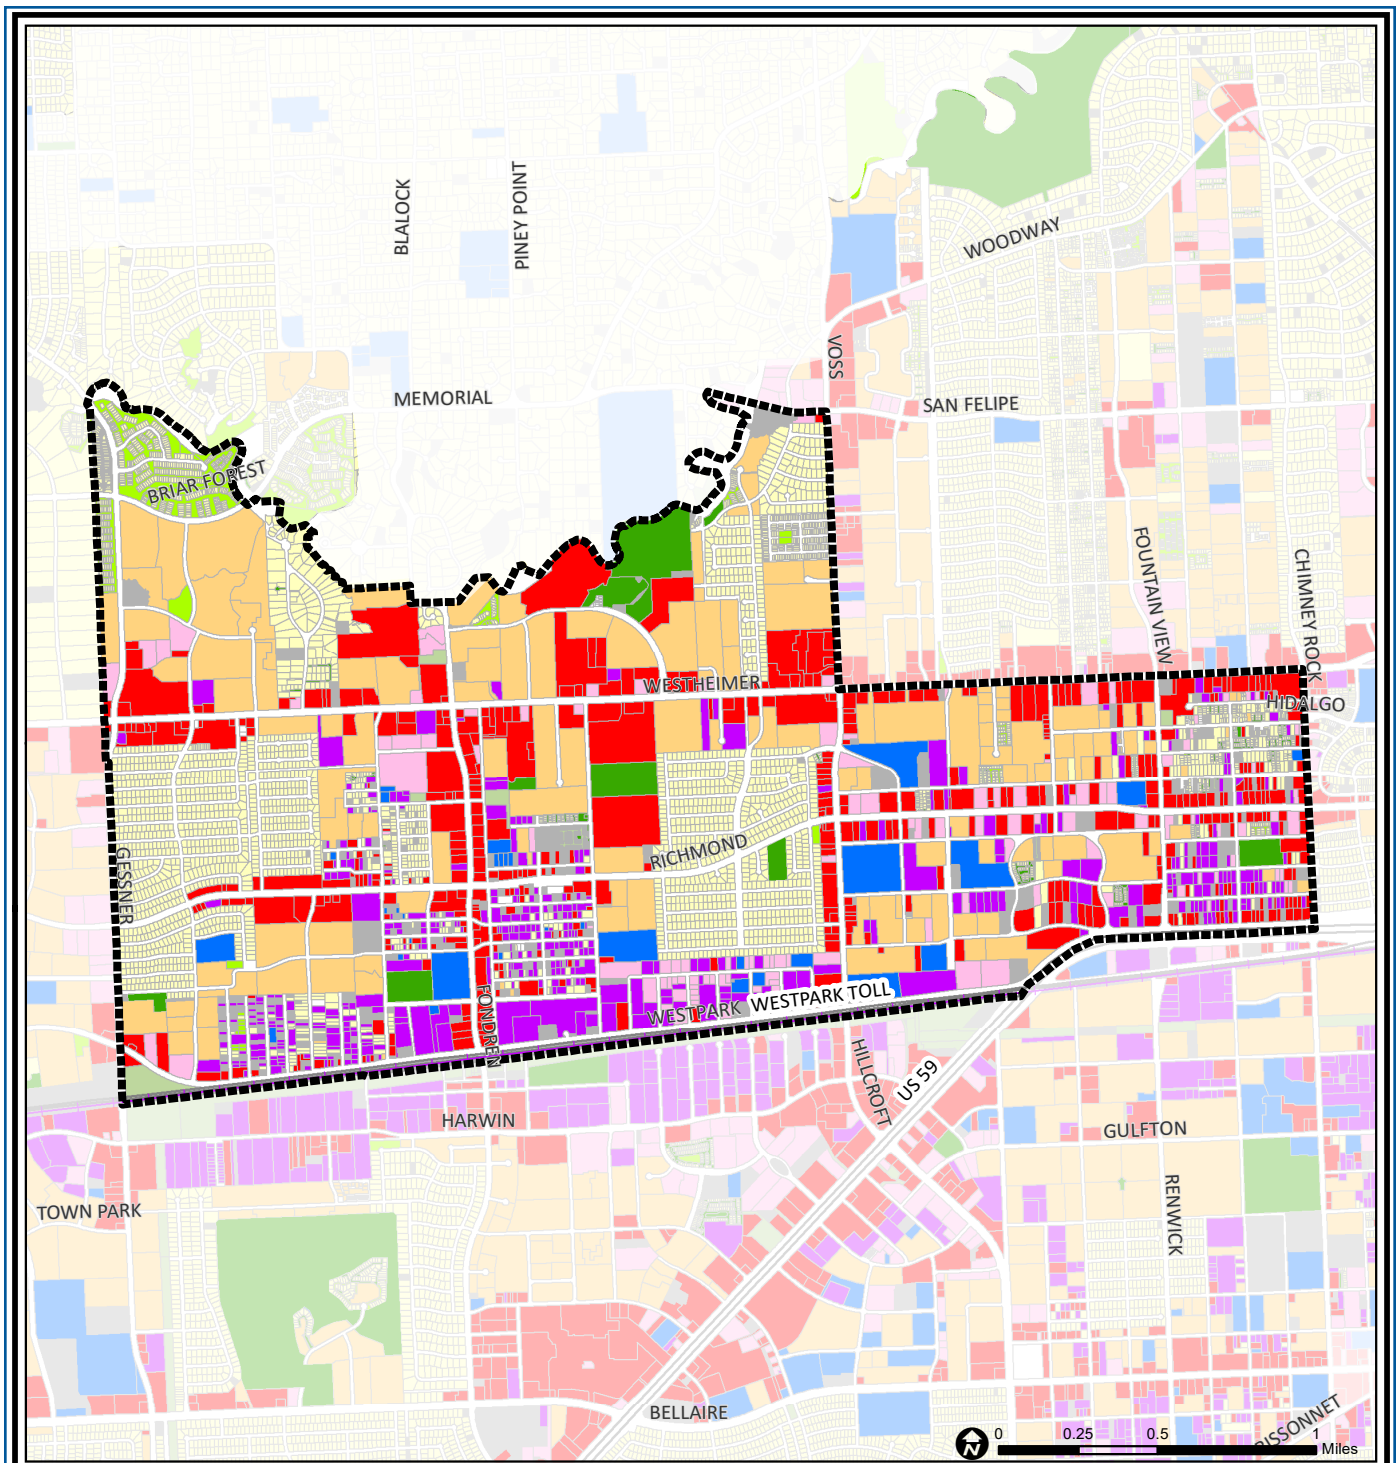 BLALOCK
PINEY POINT
WOODWAY
VOSS
MEMORIAL
SAN FELIPE
BRIAR FOREST
FOUNTAIN VIEW
CHIMNEY ROCK
WESTHEIMER
HIDALGO
GESSNER
RICHMOND
FONDREN
WESTPARK
WESTPARK TOLL
HILLCROFT
US 59
HARWIN
GULFTON
TOWN PARK
RENWICK
BELLAIRE
BISSONNET
N
0 0.25 0.5 1
Miles